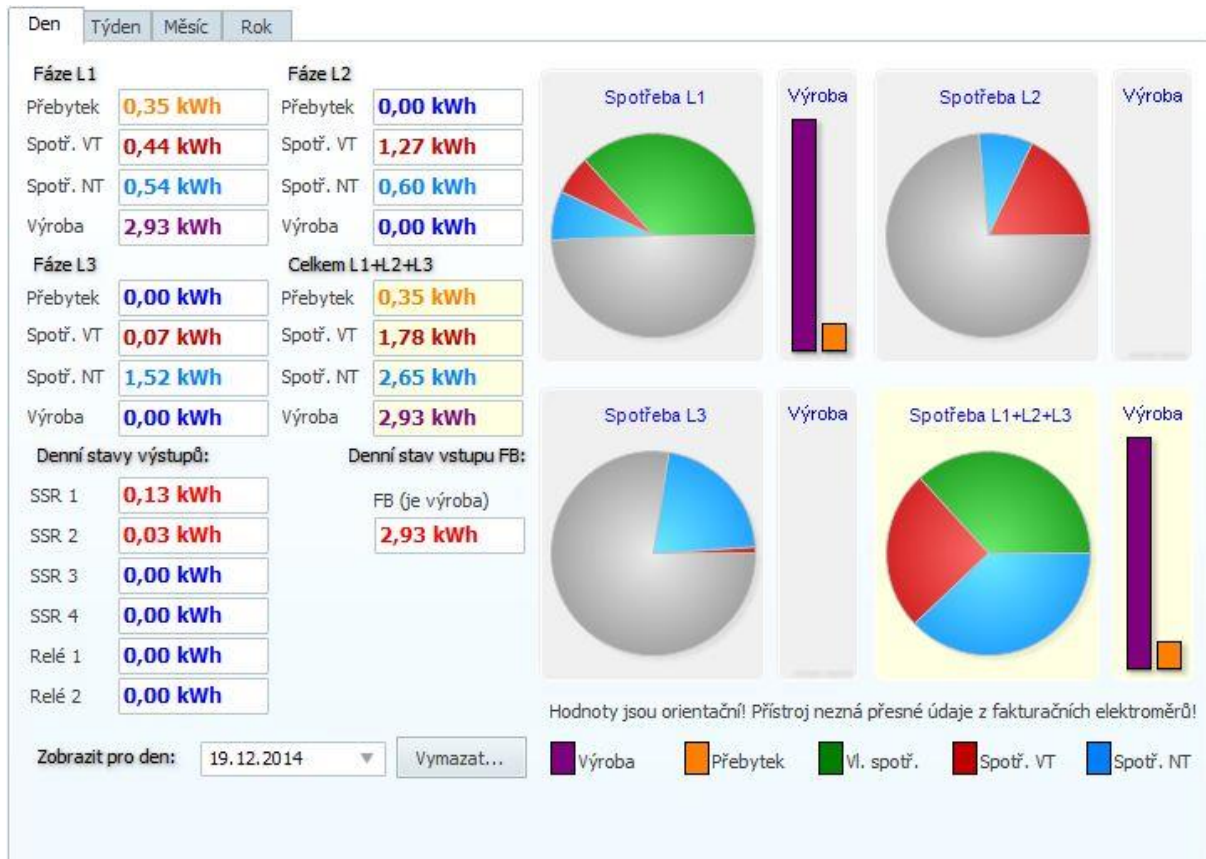 Den Týden Měsíc Rok
Fáze L1
Přebytek 0,35 kWh
Spotř. VT 0,44 kWh
Spotř. NT 0,54 kWh
Výroba 2,93 kWh
Fáze L2
Přebytek 0,00 kWh
Spotř. VT 1,27 kWh
Spotř. NT 0,60 kWh
Výroba 0,00 kWh
Fáze L3
Přebytek 0,00 kWh
Spotř. VT 0,07 kWh
Spotř. NT 1,52 kWh
Výroba 0,00 kWh
Celkem L1+L2+L3
Přebytek 0,35 kWh
Spotř. VT 1,78 kWh
Spotř. NT 2,65 kWh
Výroba 2,93 kWh
Denní stavy výstupů:
SSR 1 0,13 kWh
SSR 2 0,03 kWh
SSR 3 0,00 kWh
SSR 4 0,00 kWh
Relé 1 0,00 kWh
Relé 2 0,00 kWh
Denní stav vstupu FB:
FB (je výroba)
2,93 kWh
Zobrazit pro den: 19.12.2014 Vymazat...
Spotřeba L1
Výroba
Spotřeba L2
Výroba
Spotřeba L3
Výroba
Spotřeba L1+L2+L3
Výroba
Hodnoty jsou orientační! Přístroj nezná přesné údaje z fakturačních elektroměrů!
Výroba Přebytek Vl. spotř. Spotř. VT Spotř. NT